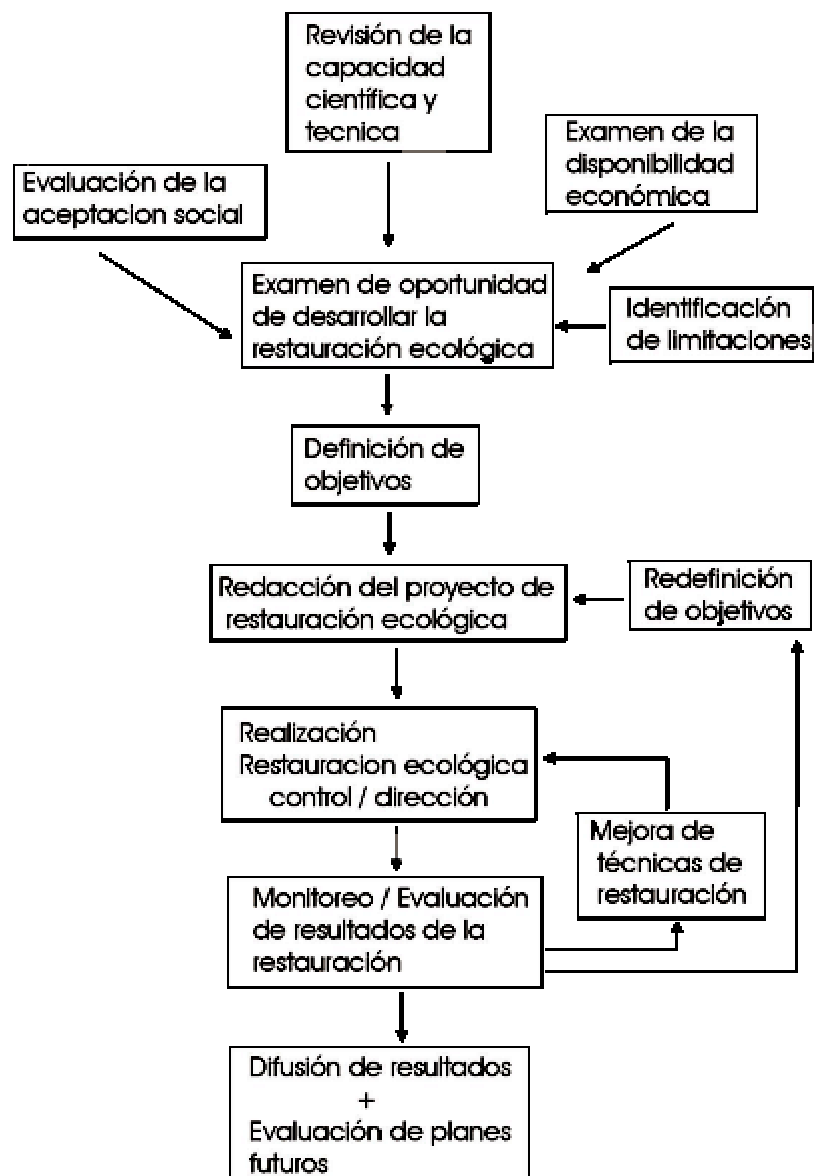 Revisión de la
capacidad
científica y
tecnica
Examen de la
disponibilidad
económica
Evaluación de la
aceptacion social
Examen de oportunidad
de desarrollar la
restauración ecológica
Identificación
de limitaciones
Definición de
objetivos
Redacción del proyecto de
restauración ecológica
Redefinición
de objetivos
Realización
Restauracion ecológica
control / dirección
Mejora de
técnicas de
restauración
Monitoreo / Evaluación
de resultados de la
restauración
Difusión de resultados
+
Evaluación de planes
futuros